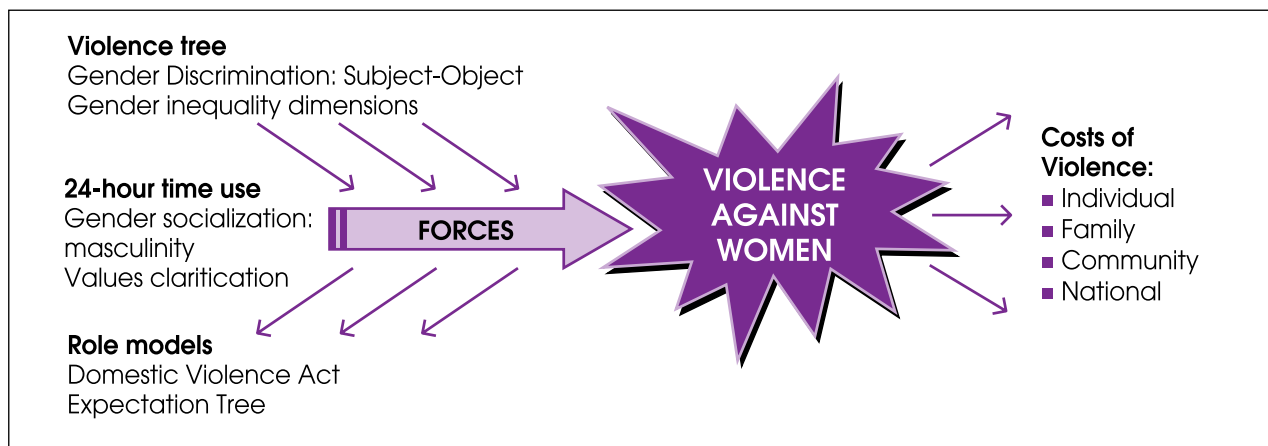 Violence tree
Gender Discrimination: Subject-Object
Gender inequality dimensions
24-hour time use
Gender socialization:
masculinity
Values claritication
Role models
Domestic Violence Act
Expectation Tree
FORCES
VIOLENCE
AGAINST
WOMEN
Costs of
Violence:
Individual
Family
Community
National